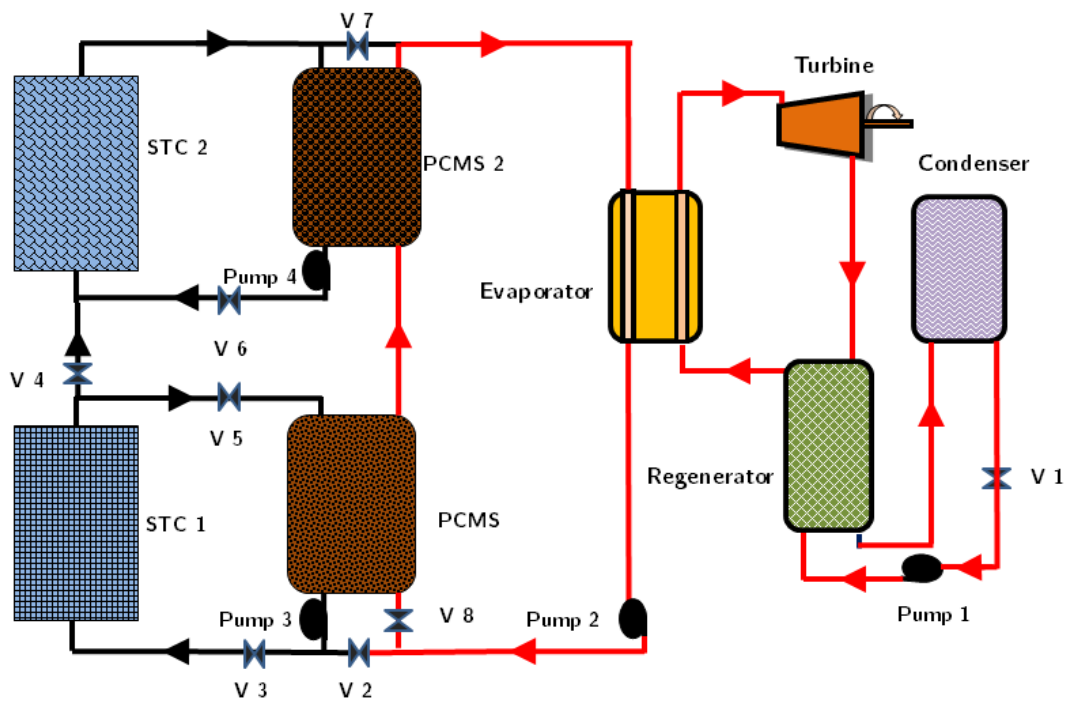 V 7
Turbine
STC 2
PCMS 2
Condenser
Pump 4
Evaporator
V 6
V 4
V 5
Regenerator
V 1
STC 1
PCMS
Pump 3
V 8
Pump 2
Pump 1
V 3
V 2